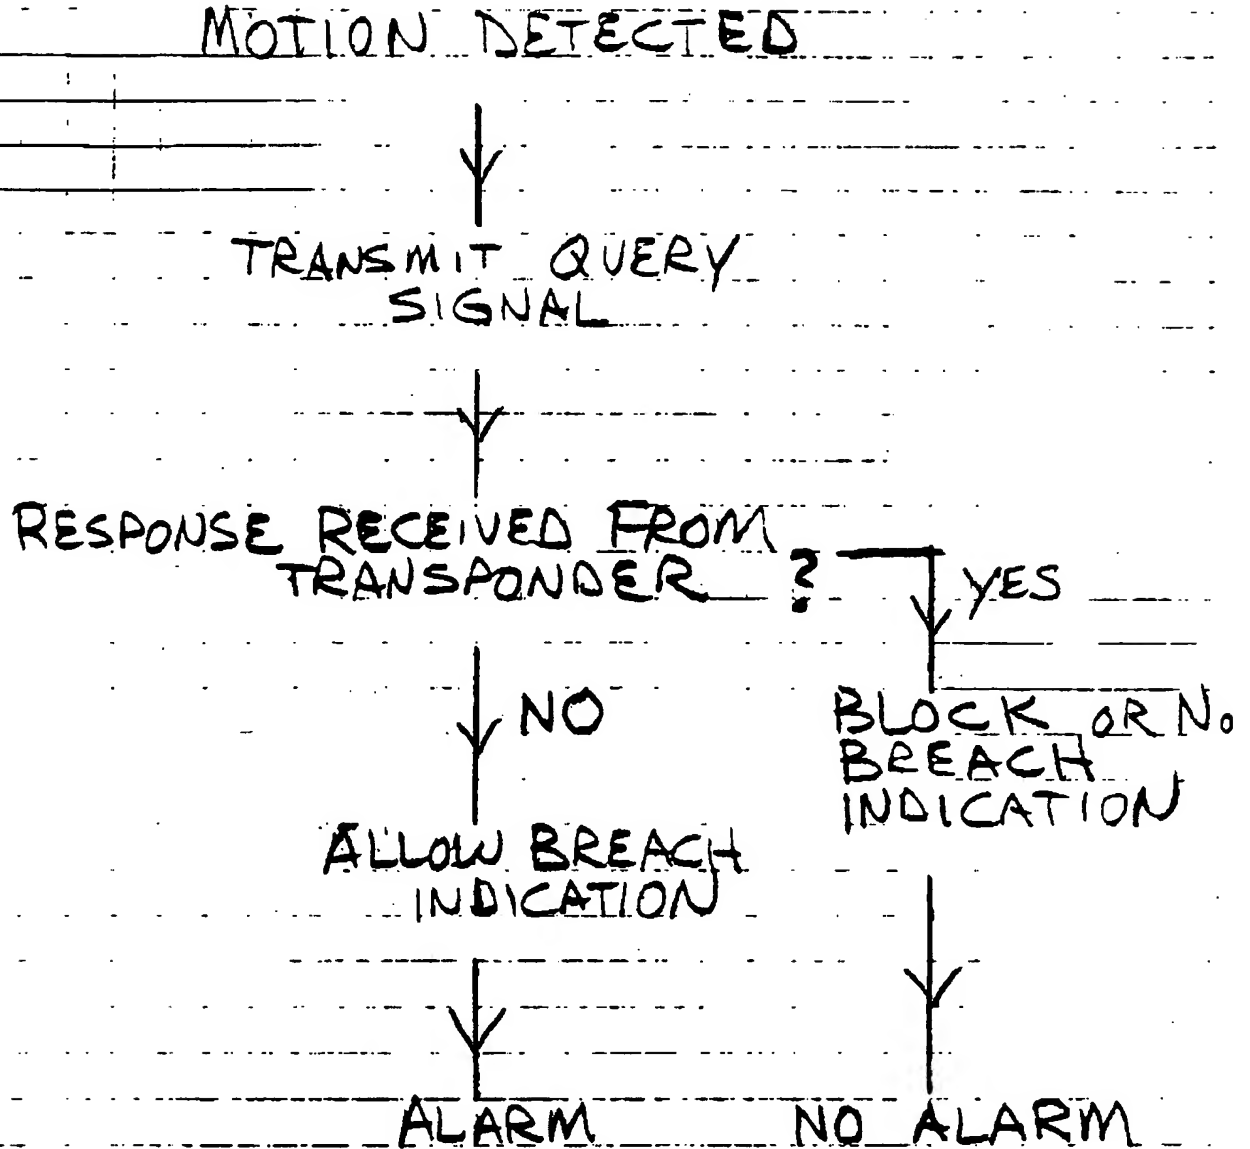 MOTION DETECTED
TRANSMIT QUERY
SIGNAL
RESPONSE RECEIVED FROM
TRANSPONDER ?
YES
NO
BLOCK OR NO
BREACH
INDICATION
ALLOW BREACH
INDICATION
ALARM
NO ALARM